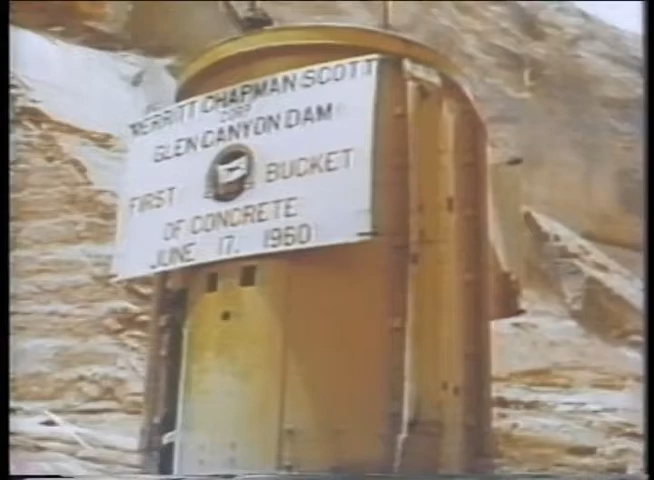 MERRITT CHAPMAN SCOTT
CORP
GLEN CANYON DAM
FIRST BUCKET
OF CONCRETE
JUNE 17. 1960